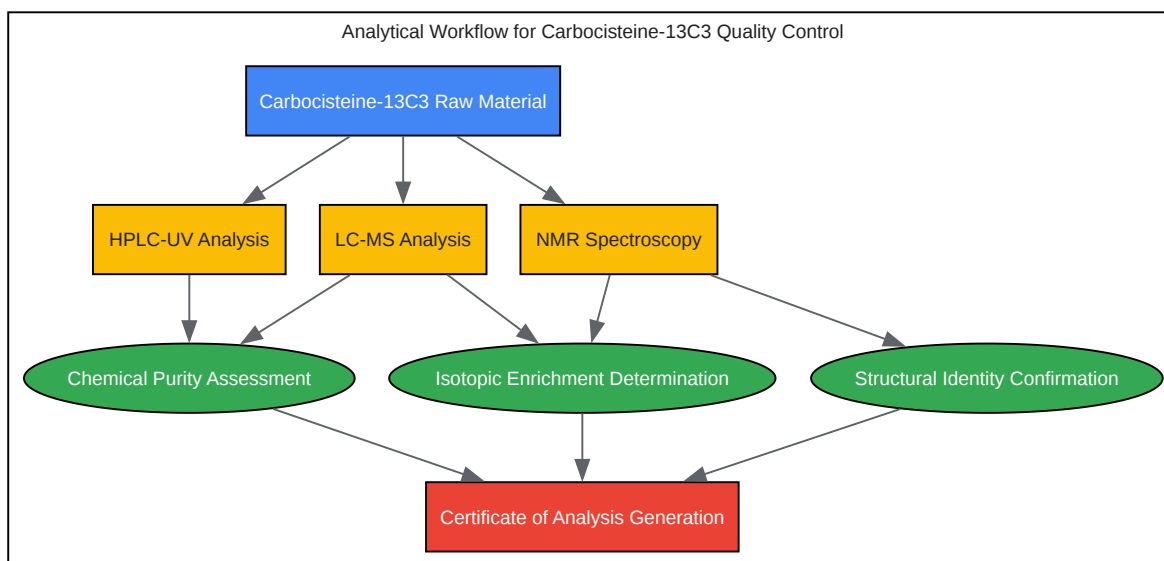 Analytical Workflow for Carbocisteine-13C3 Quality Control
Carbocisteine-13C3 Raw Material
HPLC-UV Analysis
LC-MS Analysis
NMR Spectroscopy
Chemical Purity Assessment
Isotopic Enrichment Determination
Structural Identity Confirmation
Certificate of Analysis Generation